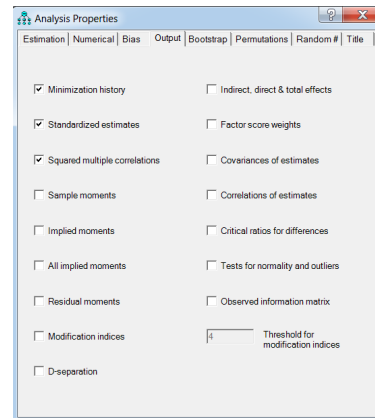 Analysis Properties
Estimation Numerical Bias Output Bootstrap Permutations Random # Title
Minimization history
Indirect, direct & total effects
Standardized estimates
Factor score weights
Squared multiple correlations
Covariances of estimates
Sample moments
Correlations of estimates
Implied moments
Critical ratios for differences
All implied moments
Tests for normality and outliers
Residual moments
Observed information matrix
Modification indices
4
Threshold for
modification indices
D-separation